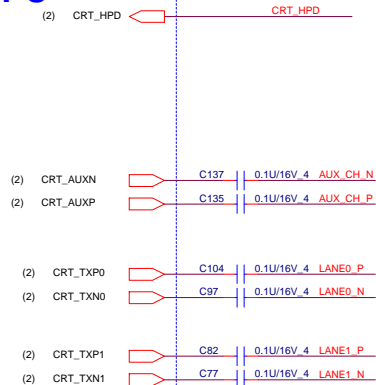 (2) CRT_HPD CRT_HPD
(2) CRT_AUXN C137 0.1U/16V_4 AUX_CH_N
(2) CRT_AUXP C135 0.1U/16V_4 AUX_CH_P
(2) CRT_TXP0 C104 0.1U/16V_4 LANE0_P
(2) CRT_TXN0 C97 0.1U/16V_4 LANE0_N
(2) CRT_TXP1 C82 0.1U/16V_4 LANE1_P
(2) CRT_TXN1 C77 0.1U/16V_4 LANE1_N